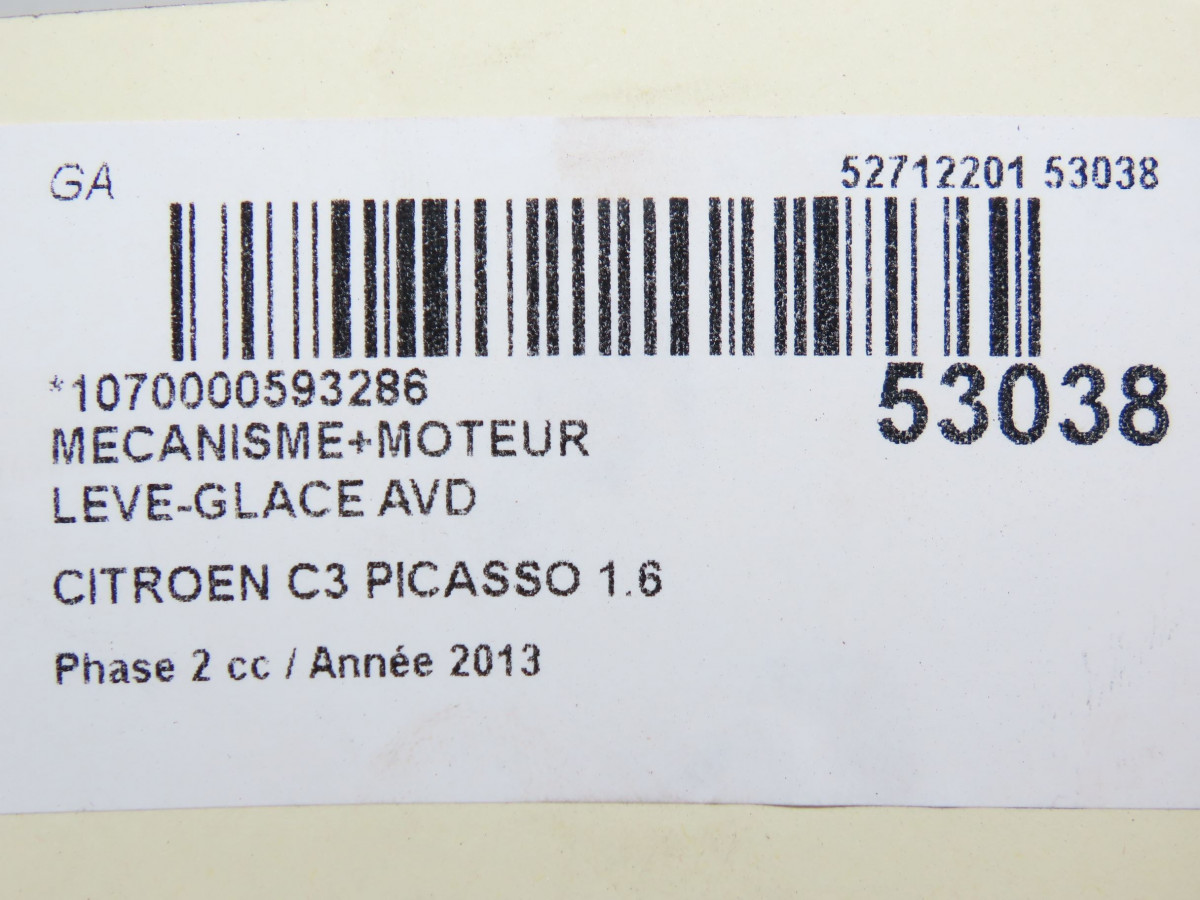 GA
52712201 53038
*10700000593286
53038
MECANISME+MOTEUR
LEVE-GLACE AVD
CITROEN C3 PICASSO 1.6
Phase 2 cc / Année 2013